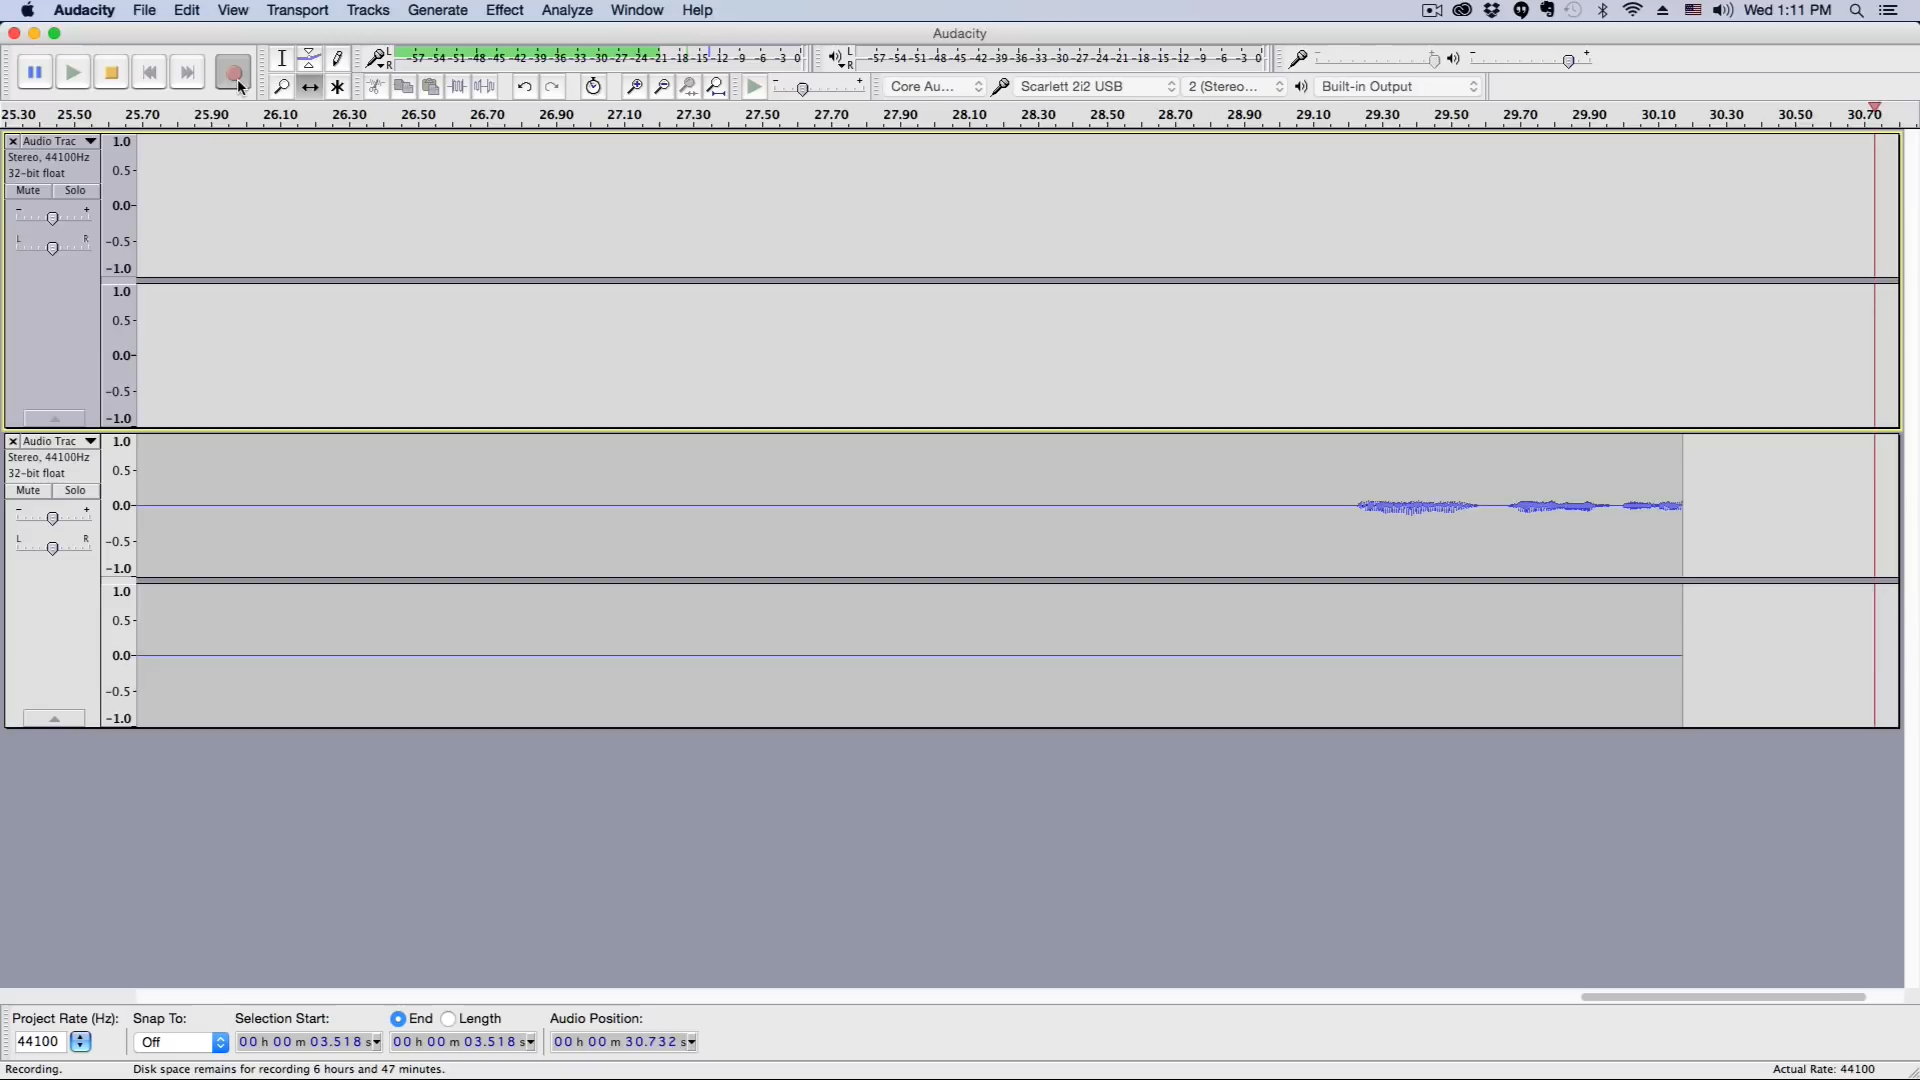 Audacity File Edit View Transport Tracks Generate Effect Analyze Window Help Wed 1:11 PM
Audacity
L R -57 -54 -51 -48 -45 -42 -39 -36 -33 -30 -27 -24 -21 -18 -15 -12 -9 -6 -3 0 L R -57 -54 -51 -48 -45 -42 -39 -36 -33 -30 -27 -24 -21 -18 -15 -12 -9 -6 -3 0 - + - +
- + Core Au... Scarlett 2i2 USB 2 (Stereo... Built-in Output
25.30 25.50 25.70 25.90 26.10 26.30 26.50 26.70 26.90 27.10 27.30 27.50 27.70 27.90 28.10 28.30 28.50 28.70 28.90 29.10 29.30 29.50 29.70 29.90 30.10 30.30 30.50 30.70
Audio Trac 1.0
Stereo, 44100Hz
32-bit float 0.5
Mute Solo
- + 0.0
L R -0.5
-1.0
1.0
0.5
0.0
-0.5
-1.0
Audio Trac 1.0
Stereo, 44100Hz
32-bit float 0.5
Mute Solo
- + 0.0
L R -0.5
-1.0
1.0
0.5
0.0
-0.5
-1.0
Project Rate (Hz): Snap To: Selection Start: End Length Audio Position:
44100 Off 00 h 00 m 03.518 s 00 h 00 m 03.518 s 00 h 00 m 30.732 s
Recording. Disk space remains for recording 6 hours and 47 minutes. Actual Rate: 44100